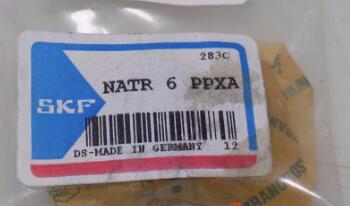 283C
NATR 6 PPXA
SKF
DS-MADE IN GERMANY 12